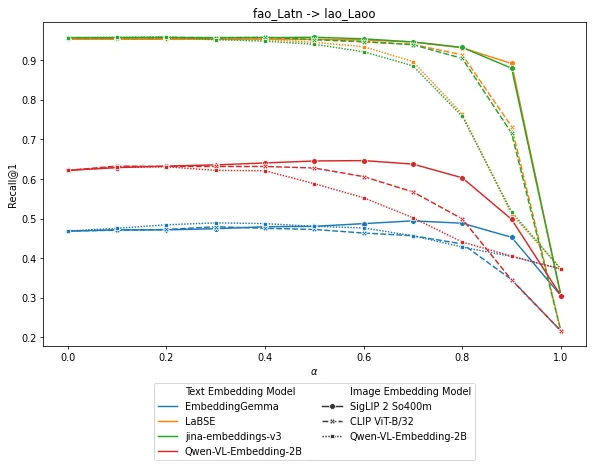 fao_Latn -> lao_Laoo
Recall@1
0.9
0.8
0.7
0.6
0.5
0.4
0.3
0.2
0.0 0.2 0.4 0.6 0.8 1.0
α
Text Embedding Model
EmbeddingGemma
LaBSE
jina-embeddings-v3
Qwen-VL-Embedding-2B
Image Embedding Model
SigLIP 2 So400m
CLIP ViT-B/32
Qwen-VL-Embedding-2B